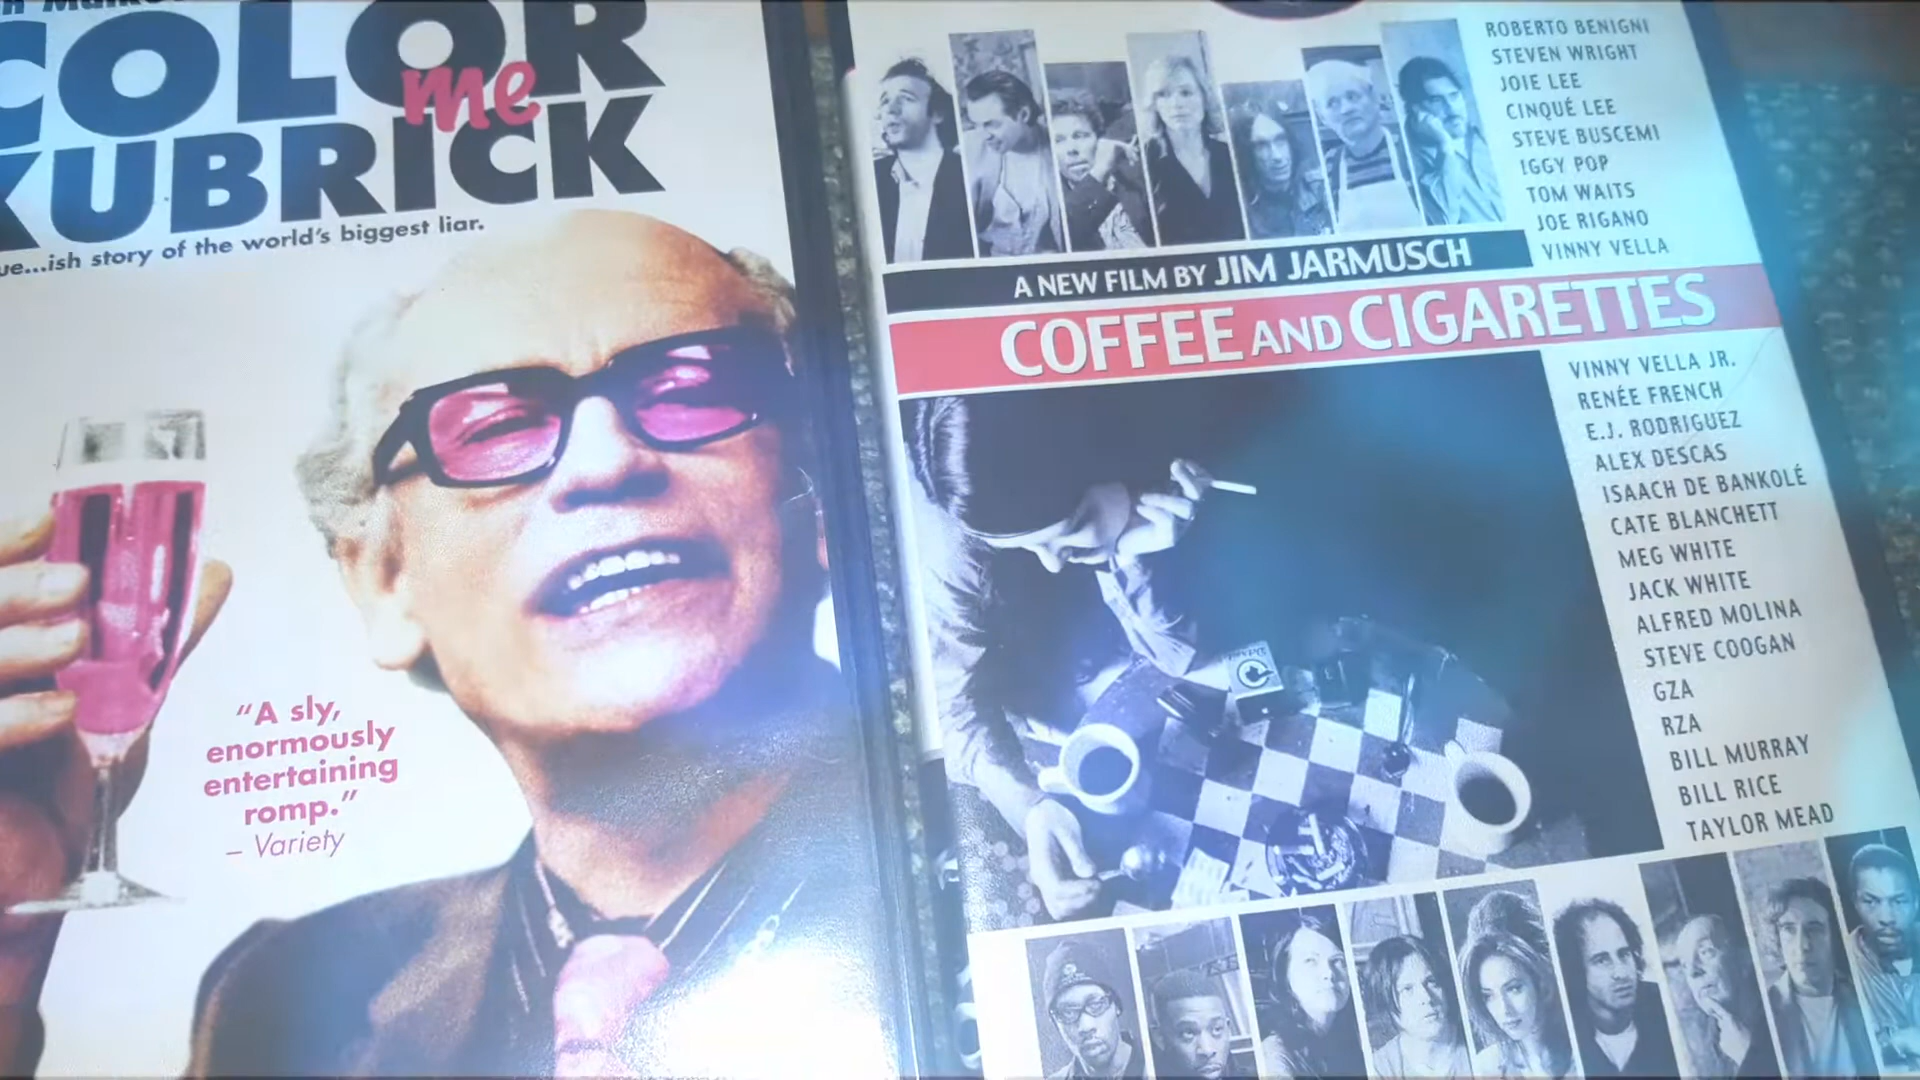 COLOR
me
KUBRICK
ish story of the world's biggest liar.
"A sly,
enormously
entertaining
romp."
– Variety
ROBERTO BENIGNI
STEVEN WRIGHT
JOIE LEE
CINQUÉ LEE
STEVE BUSCEMI
IGGY POP
TOM WAITS
JOE RIGANO
VINNY VELLA
A NEW FILM BY JIM JARMUSCH
COFFEE AND CIGARETTES
VINNY VELLA JR.
RENÉE FRENCH
E.J. RODRIGUEZ
ALEX DESCAS
ISAACH DE BANKOLÉ
CATE BLANCHETT
MEG WHITE
JACK WHITE
ALFRED MOLINA
STEVE COOGAN
GZA
RZA
BILL MURRAY
BILL RICE
TAYLOR MEAD